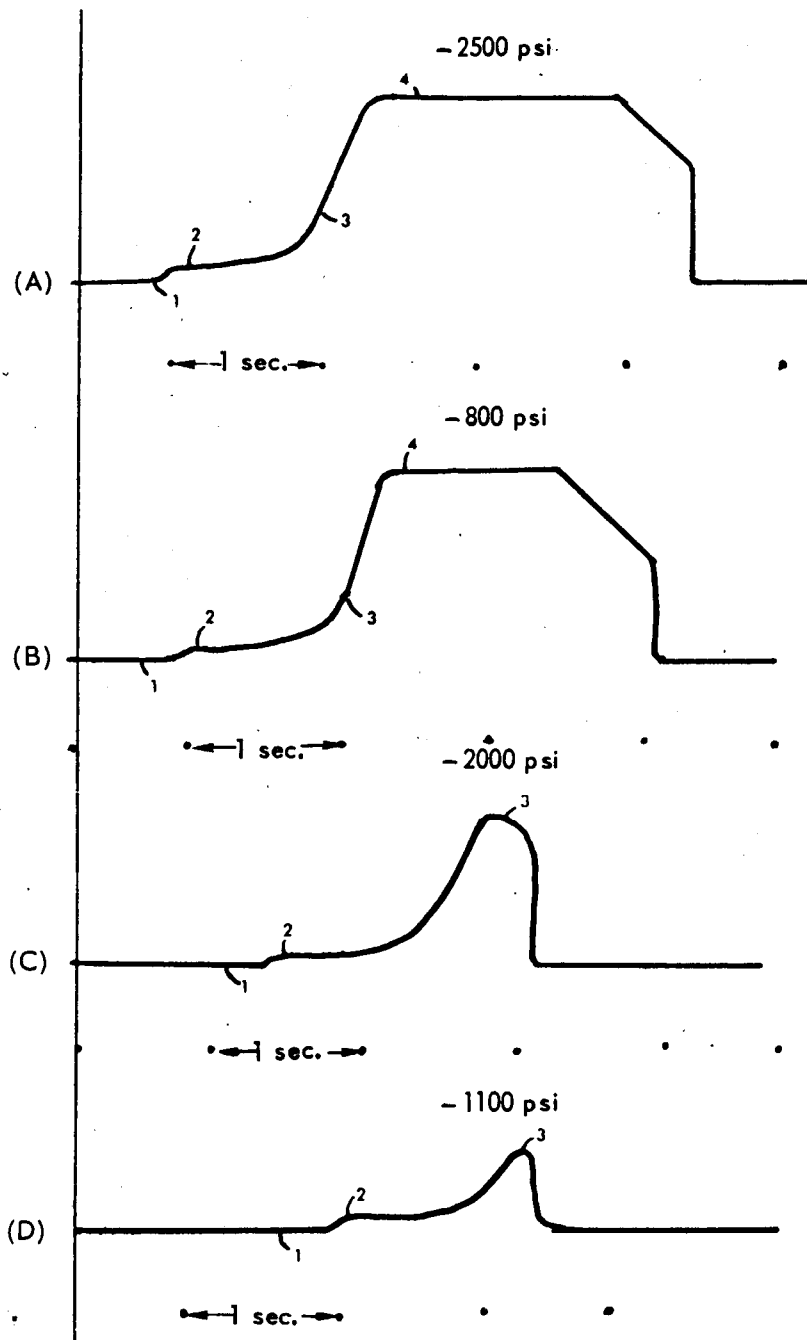 – 2500 psi
4
3
2
(A)
1
1 sec.
– 800 psi
4
2
3
(B)
1
1 sec.
– 2000 psi
3
2
(C)
1
1 sec.
– 1100 psi
3
2
(D)
1
1 sec.